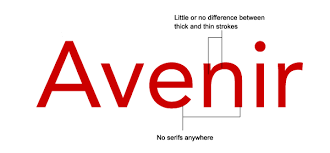 Little or no difference between
thick and thin strokes
Avenir
No serifs anywhere